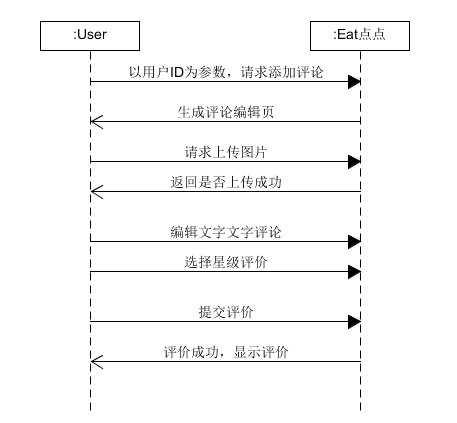 :User
:Eat点点
以用户ID为参数，请求添加评论
生成评论编辑页
请求上传图片
返回是否上传成功
编辑文字文字评论
选择星级评价
提交评价
评价成功，显示评价